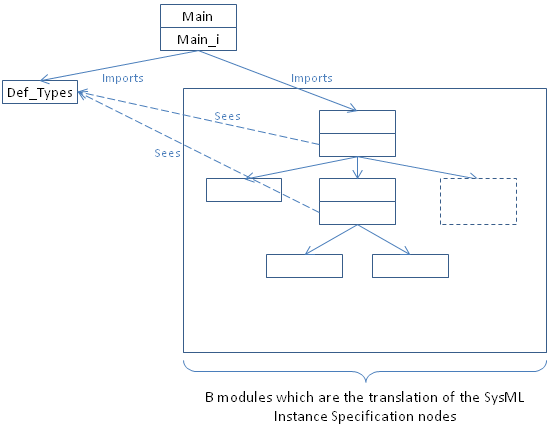 Main
Main_i
Imports
Imports
Def_Types
Sees
Sees
B modules which are the translation of the SysML
Instance Specification nodes